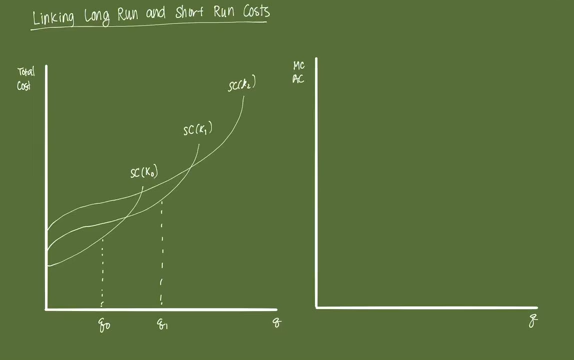 Linking Long Run and Short Run Costs
Total
Cost
SC(K₂)
SC(K₁)
SC(K₀)
q₀
q₁
q
MC
AC
q